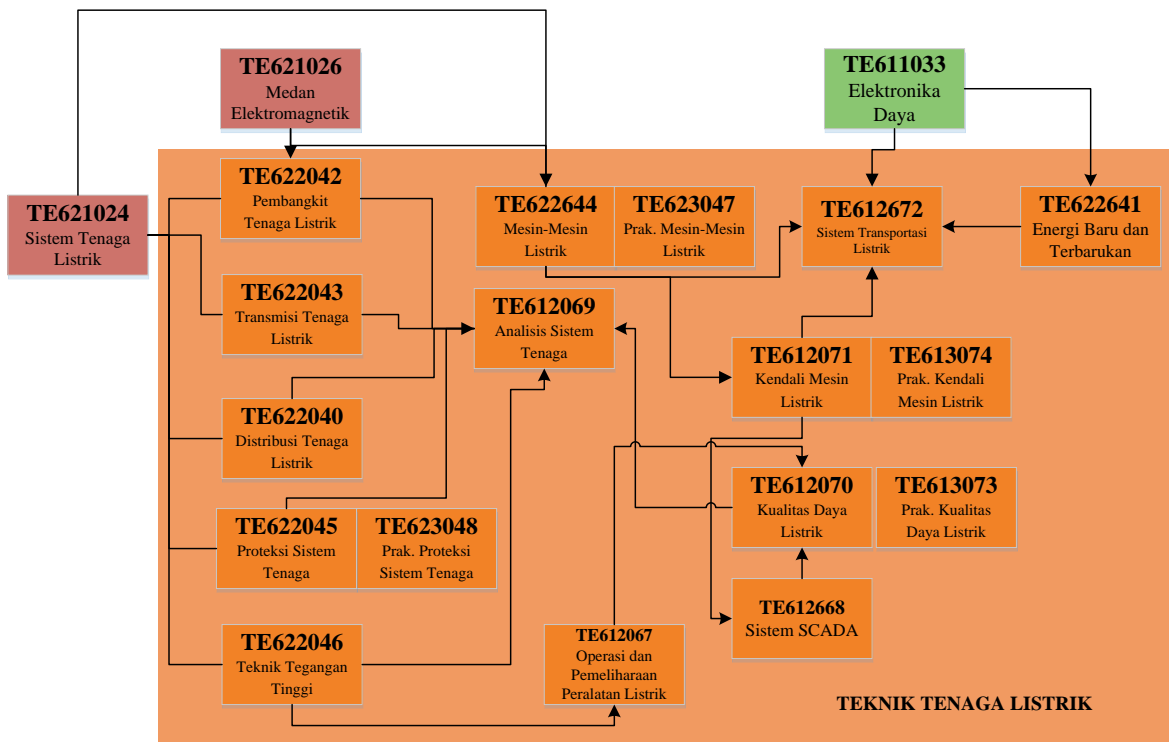 TE621026
Medan
Elektromagnetik
TE611033
Elektronika
Daya
TE621024
Sistem Tenaga
Listrik
TE622042
Pembangkit
Tenaga Listrik
TE622644
Mesin-Mesin
Listrik
TE623047
Prak. Mesin-Mesin
Listrik
TE612672
Sistem Transportasi
Listrik
TE622641
Energi Baru dan
Terbarukan
TE622043
Transmisi Tenaga
Listrik
TE612069
Analisis Sistem
Tenaga
TE612071
Kendali Mesin
Listrik
TE613074
Prak. Kendali
Mesin Listrik
TE622040
Distribusi Tenaga
Listrik
TE612070
Kualitas Daya
Listrik
TE613073
Prak. Kualitas
Daya Listrik
TE622045
Proteksi Sistem
Tenaga
TE623048
Prak. Proteksi
Sistem Tenaga
TE612668
Sistem SCADA
TE622046
Teknik Tegangan
Tinggi
TE612067
Operasi dan
Pemeliharaan
Peralatan Listrik
TEKNIK TENAGA LISTRIK